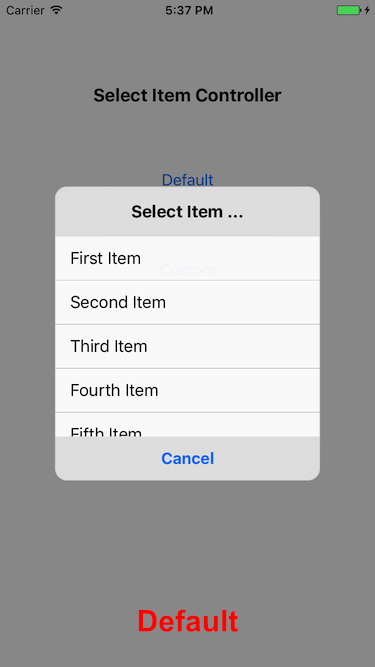 Carrier 5:37 PM
Select Item Controller
Default
Select Item ...
First Item
Custom
Second Item
Third Item
Fourth Item
Fifth Item
Cancel
Default